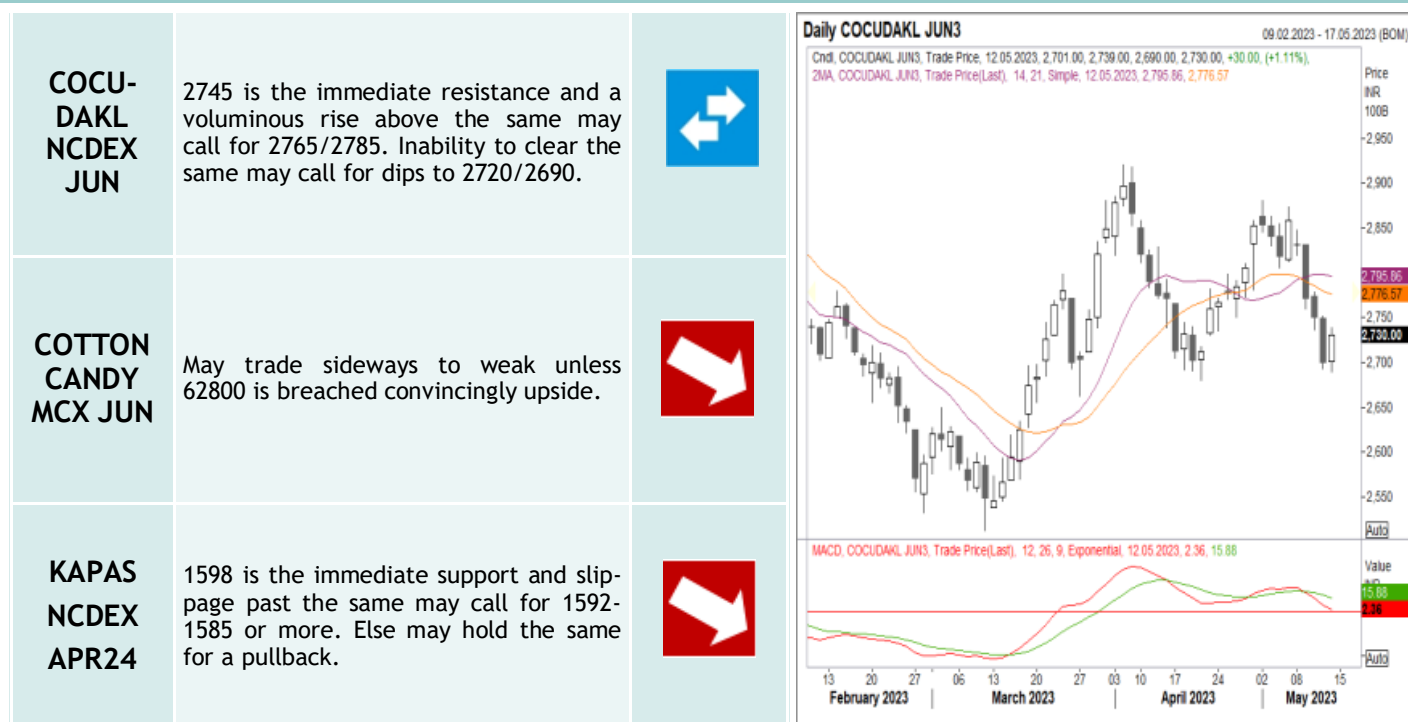 COCU-
DAKL
NCDEX
JUN
2745 is the immediate resistance and a
voluminous rise above the same may
call for 2765/2785. Inability to clear the
same may call for dips to 2720/2690.
COTTON
CANDY
MCX JUN
May trade sideways to weak unless
62800 is breached convincingly upside.
KAPAS
NCDEX
APR24
1598 is the immediate support and slip-
page past the same may call for 1592-
1585 or more. Else may hold the same
for a pullback.
Daily COCUDAKL JUN3
09.02.2023 - 17.05.2023 (BOM)
Cndl, COCUDAKL JUN3, Trade Price, 12.05.2023, 2,701.00, 2,739.00, 2,690.00, 2,730.00, +30.00, (+1.11%),
2MA, COCUDAKL JUN3, Trade Price(Last), 14, 21, Simple, 12.05.2023, 2,795.86, 2,776.57
Price
INR
100B
2,950
2,900
2,850
2,795.86
2,776.57
2,750
2,730.00
2,700
2,650
2,600
2,550
Auto
MACD, COCUDAKL JUN3, Trade Price(Last), 12, 26, 9, Exponential, 12.05.2023, 2.36, 15.88
Value
15.88
2.36
Auto
13 20 27 06 13 20 27 03 10 17 24 02 08 15
February 2023 March 2023 April 2023 May 2023